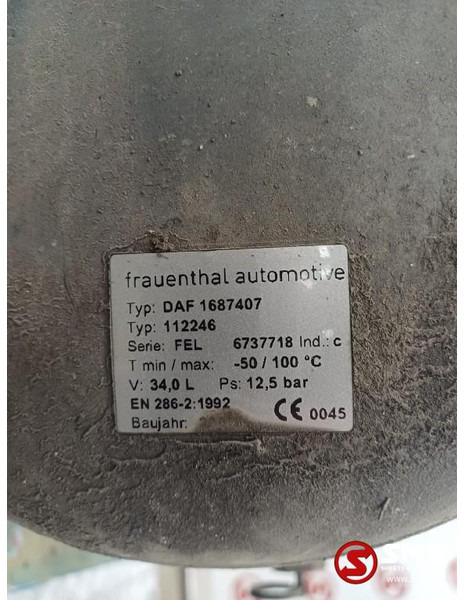 frauenthal automotive
Typ: DAF 1687407
Typ: 112246
Serie: FEL 6737718 Ind.: c
T min / max: -50 / 100 °C
V: 34,0 L Ps: 12,5 bar
EN 286-2:1992
CE 0045
Baujahr: